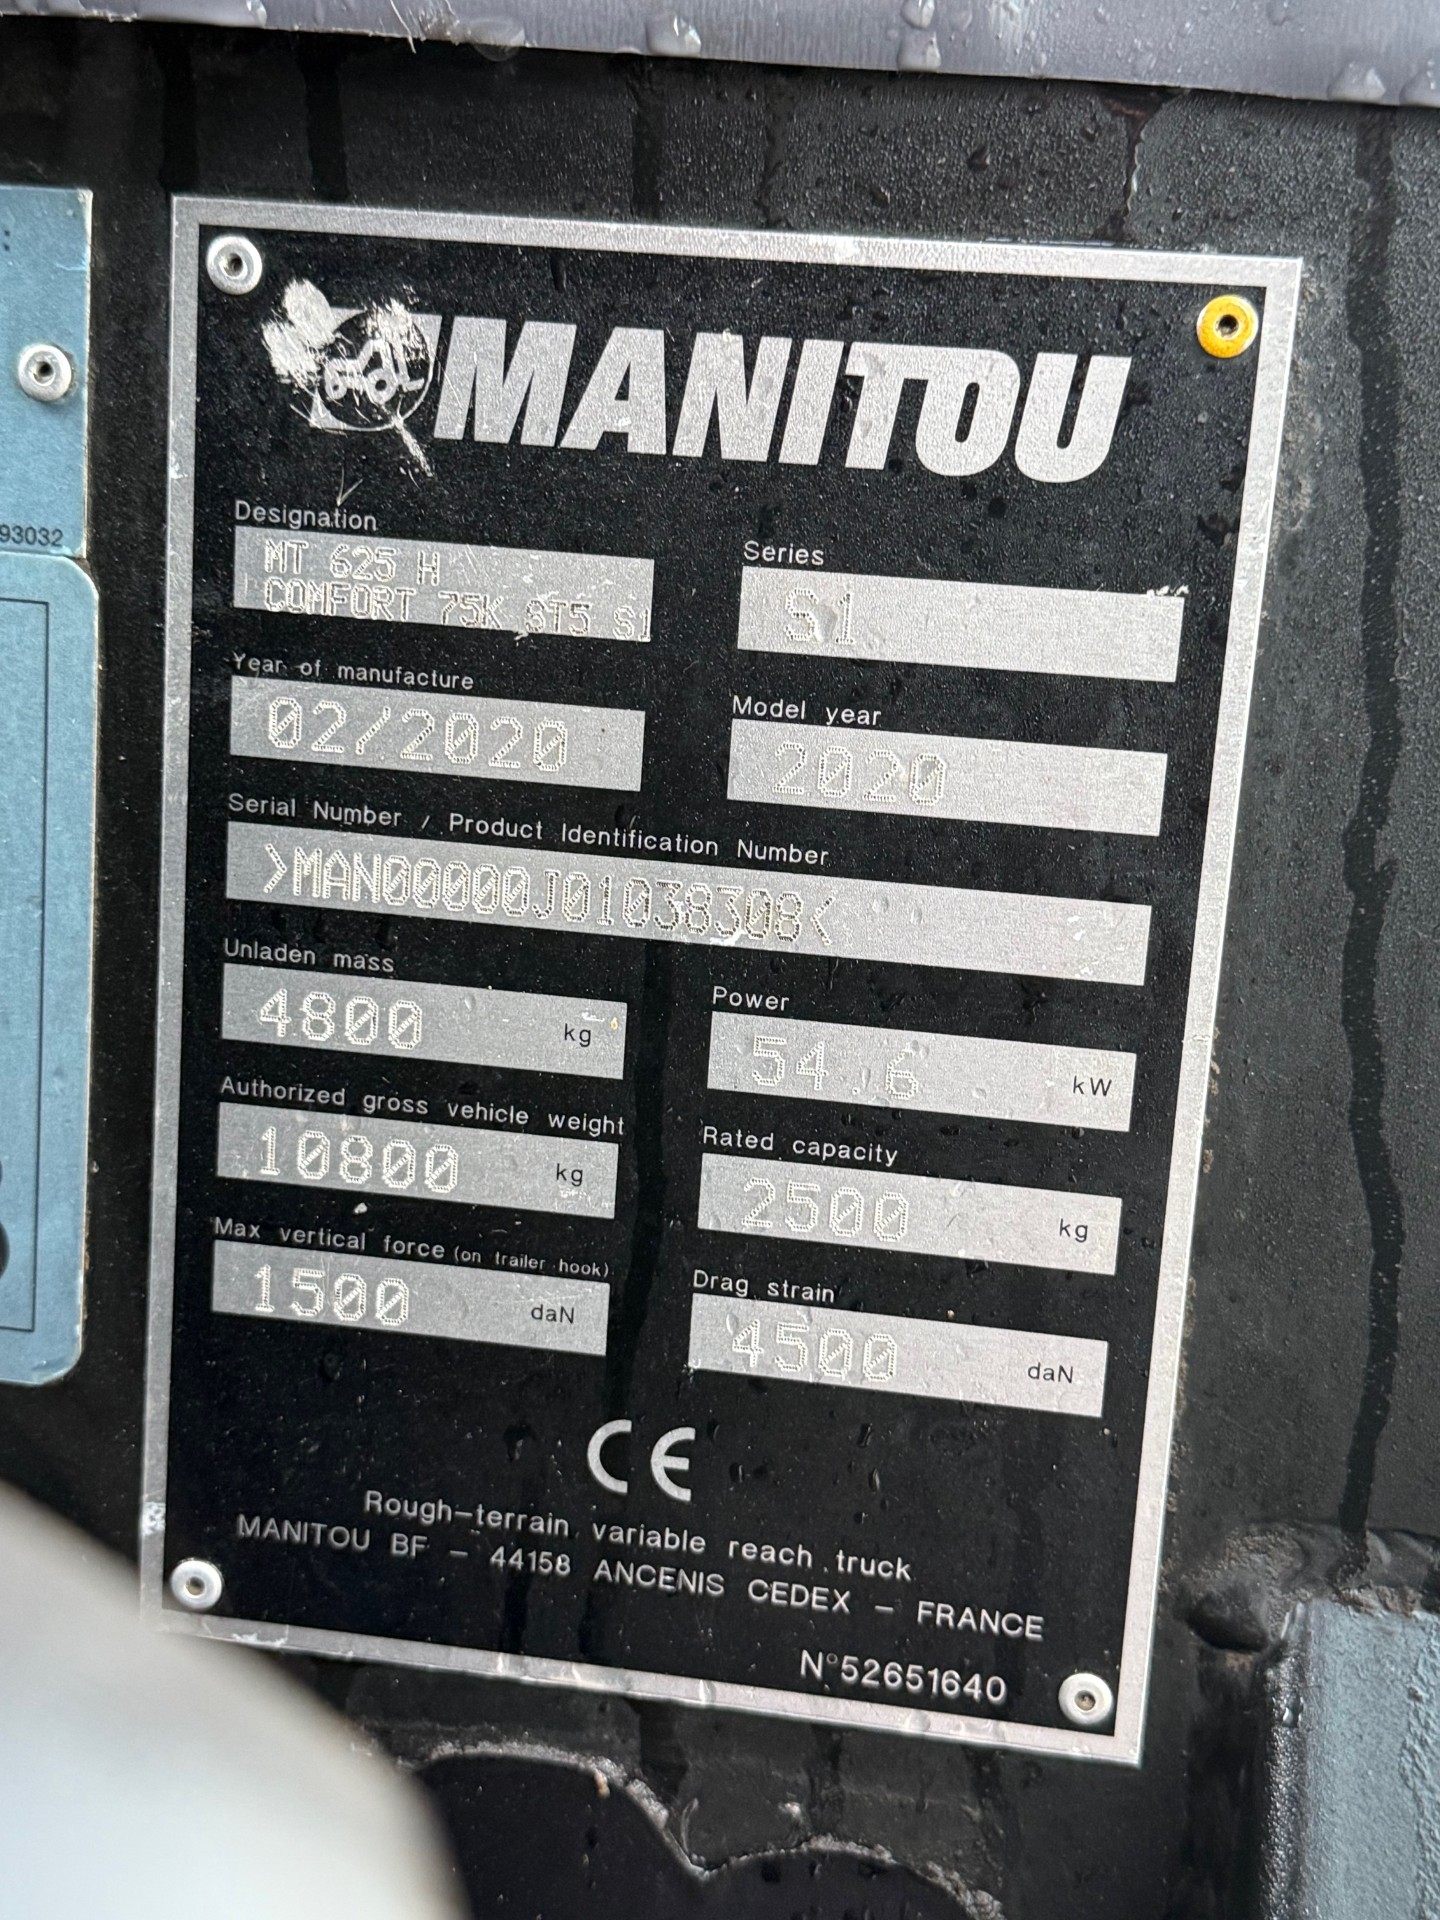 93032
MANITOU
Designation
MT 625 H
COMFORT 75K ST5 S1
Series
S1
Year of manufacture
02/2020
Model year
2020
Serial Number / Product Identification Number
>MAN00000J01038308<
Unladen mass
4800 kg
Power
54.6 kW
Authorized gross vehicle weight
10800 kg
Rated capacity
2500 kg
Max vertical force (on trailer hook)
1500 daN
Drag strain
4500 daN
CE
Rough-terrain variable reach truck
MANITOU BF - 44158 ANCENIS CEDEX - FRANCE
N°52651640